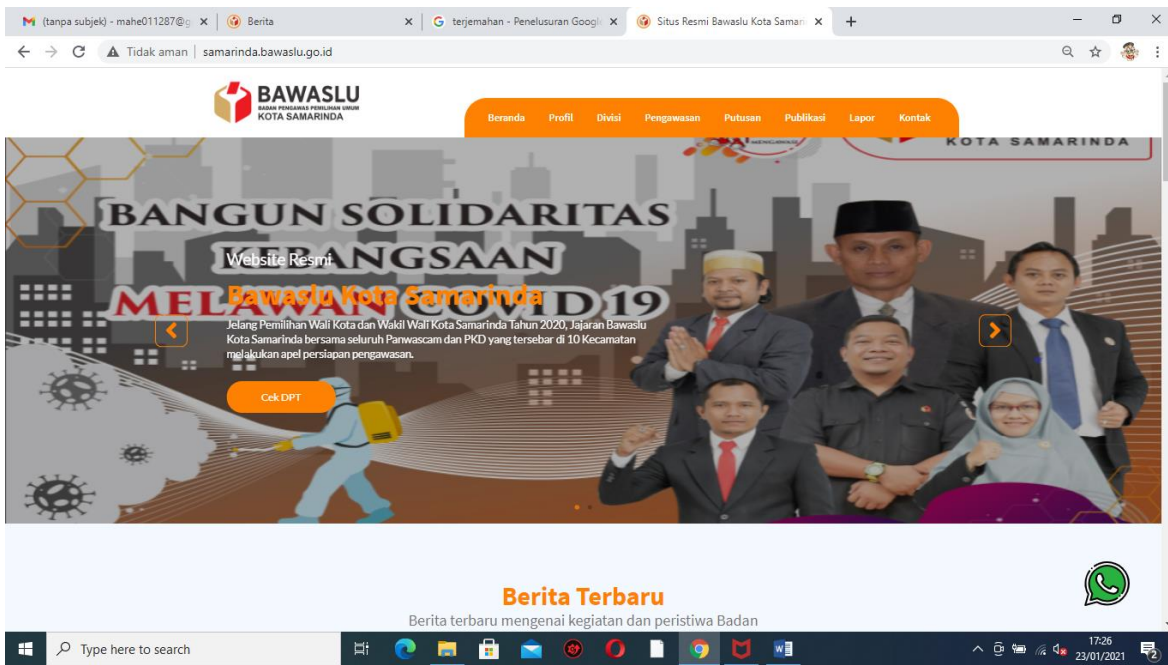 (tanpa subjek) - mahe011287@g
Berita
terjemahan - Penelusuran Googl
Situs Resmi Bawaslu Kota Samari
Tidak aman
samarinda.bawaslu.go.id
BAWASLU
BADAN PENGAWAS PEMILIHAN UMUM
KOTA SAMARINDA
Beranda Profil Divisi Pengawasan Putusan Publikasi Lapor Kontak
MENGAWASI
KOTA SAMARINDA
BANGUN SOLIDARITAS
KEBANGSAAN
MELAWAN COVID 19
Website Resmi
Bawaslu Kota Samarinda
Jelang Pemilihan Wali Kota dan Wakil Wali Kota Samarinda Tahun 2020, Jajaran Bawaslu
Kota Samarinda bersama seluruh Panwascam dan PKD yang tersebar di 10 Kecamatan
melakukan apel persiapan pengawasan.
Cek DPT
Berita Terbaru
Berita terbaru mengenai kegiatan dan peristiwa Badan
Type here to search
17:26
23/01/2021
2